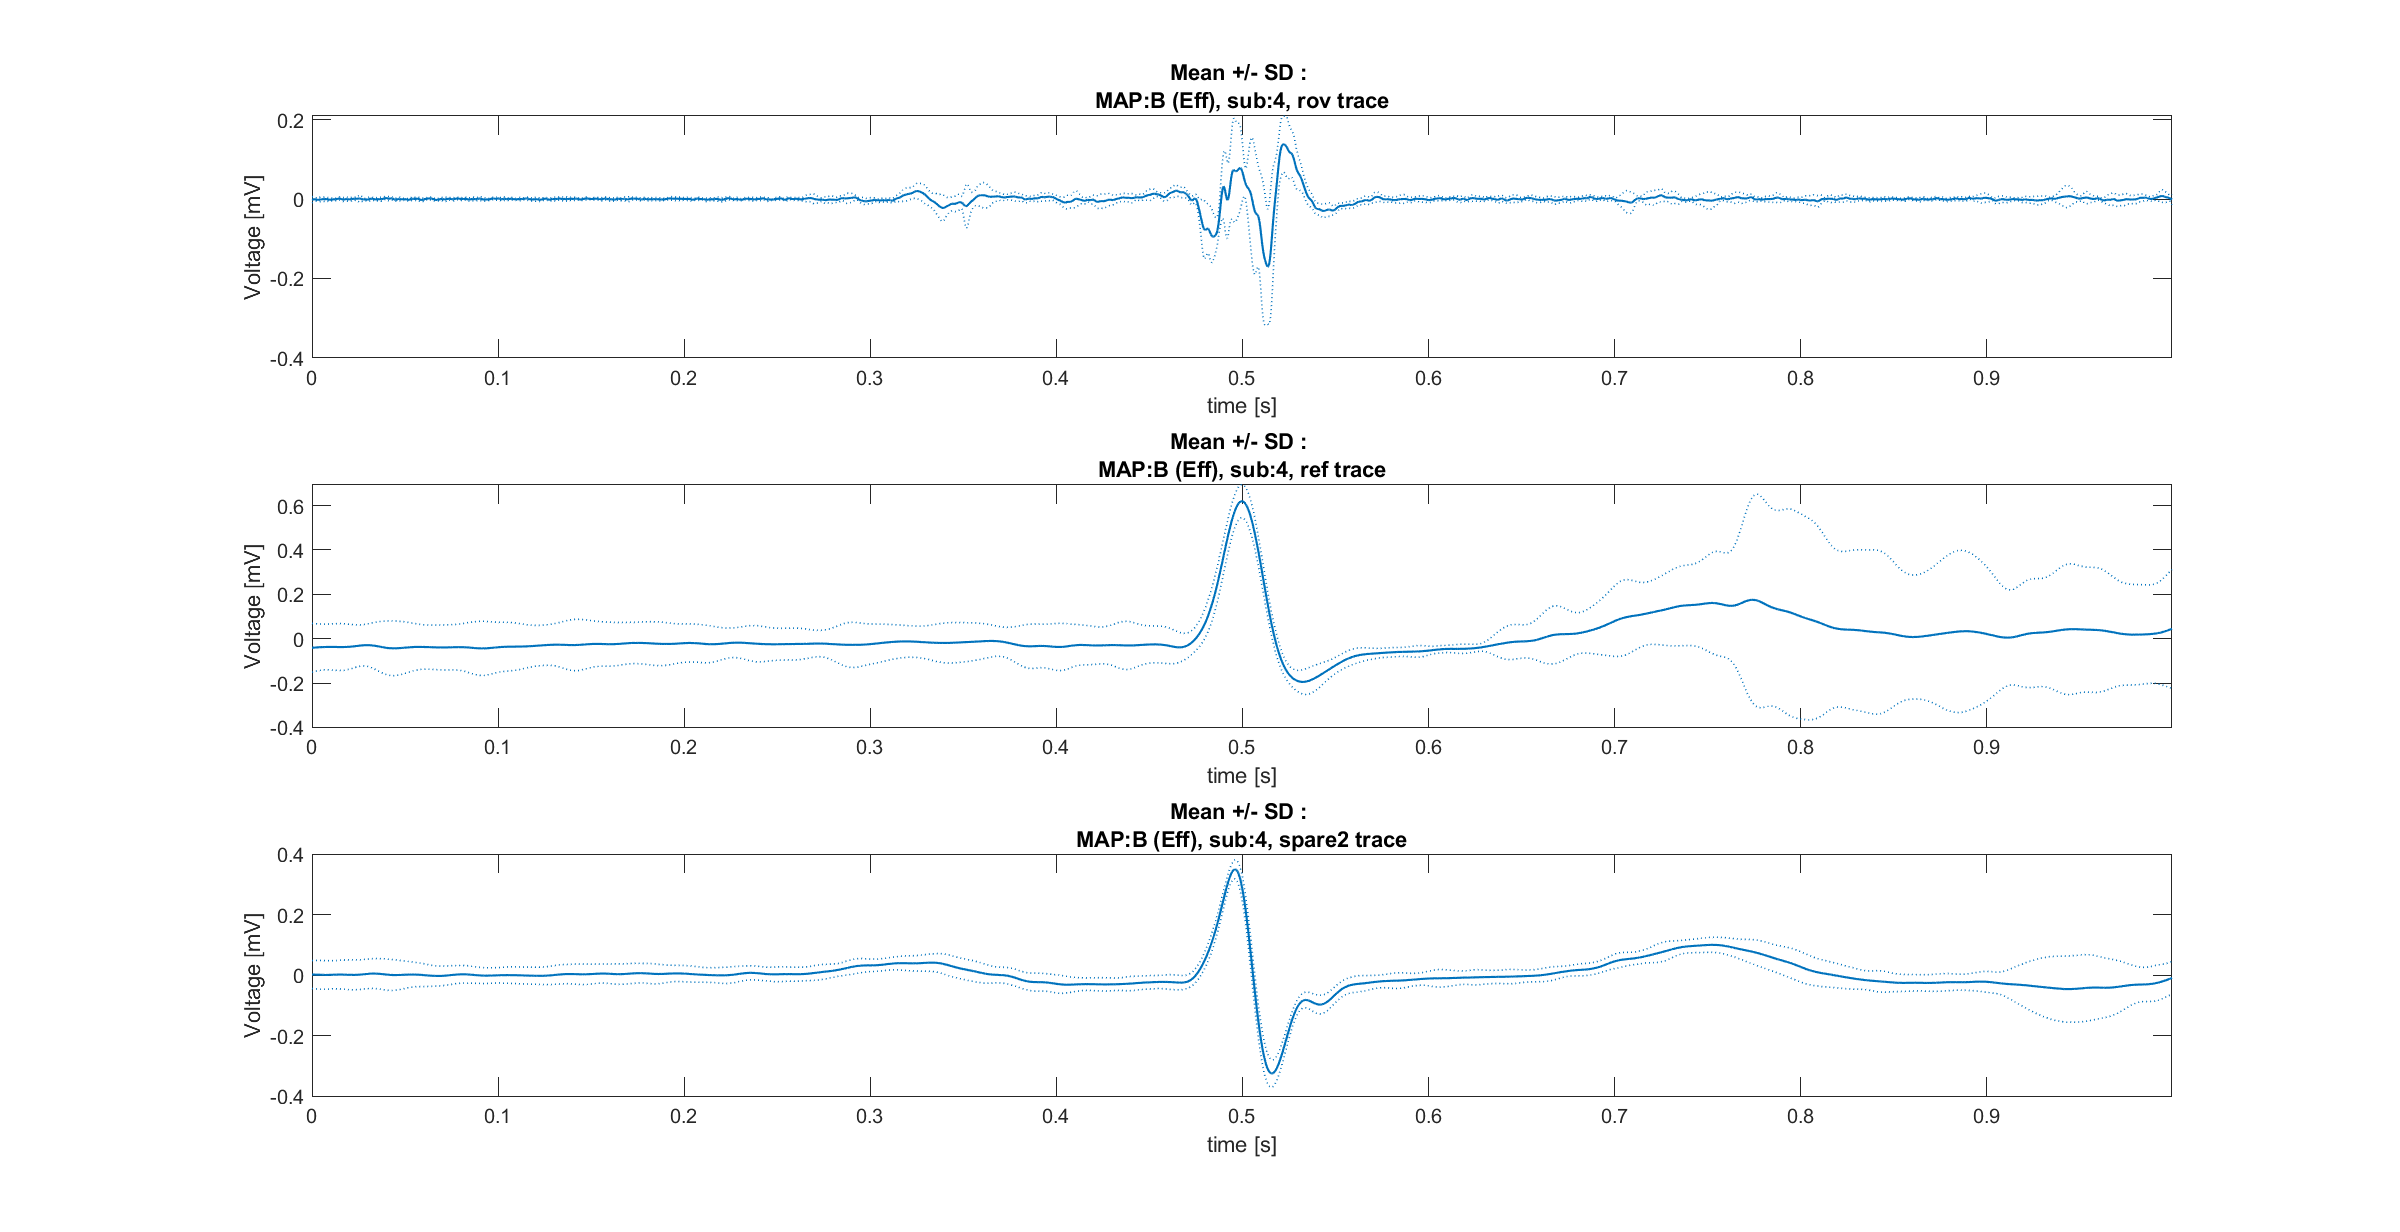 Mean +/- SD :
MAP:B (Eff), sub:4, rov trace
Voltage [mV]
0.2
0
-0.2
-0.4
0 0.1 0.2 0.3 0.4 0.5 0.6 0.7 0.8 0.9
time [s]
Mean +/- SD :
MAP:B (Eff), sub:4, ref trace
Voltage [mV]
0.6
0.4
0.2
0
-0.2
-0.4
0 0.1 0.2 0.3 0.4 0.5 0.6 0.7 0.8 0.9
time [s]
Mean +/- SD :
MAP:B (Eff), sub:4, spare2 trace
Voltage [mV]
0.4
0.2
0
-0.2
-0.4
0 0.1 0.2 0.3 0.4 0.5 0.6 0.7 0.8 0.9
time [s]